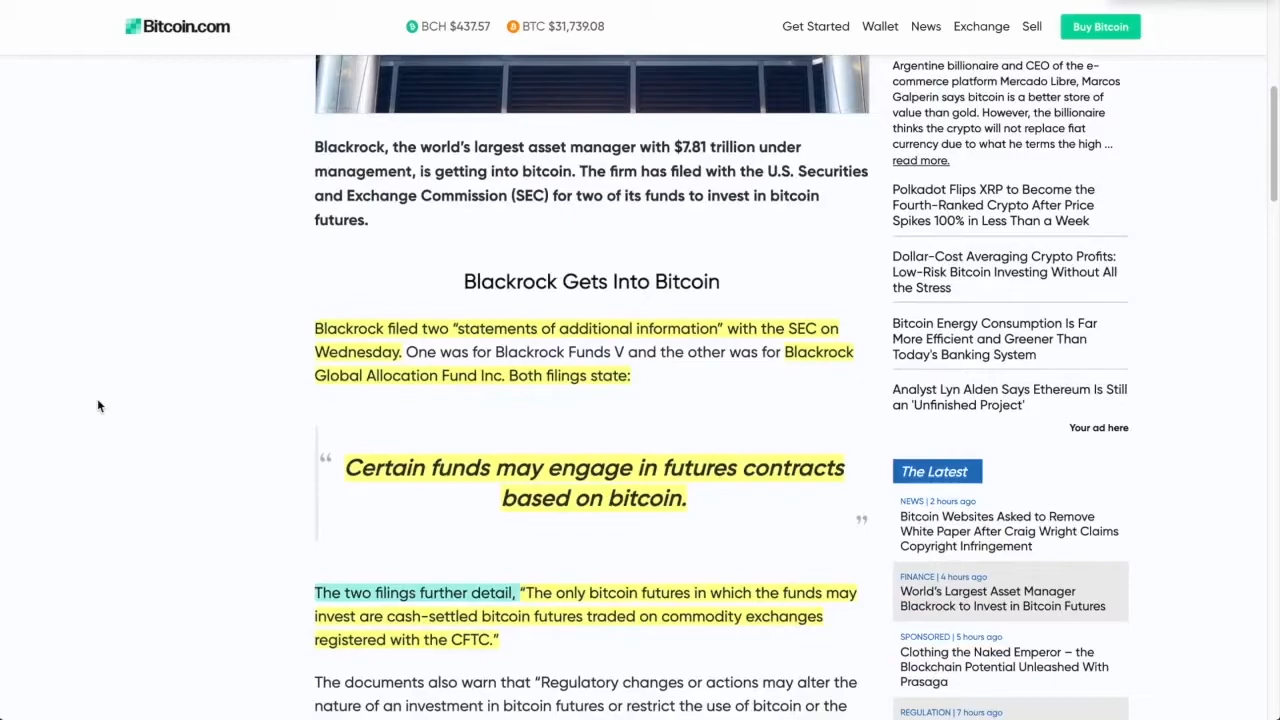 Bitcoin.com
BCH $437.57
BTC $31,739.08
Get Started Wallet News Exchange Sell Buy Bitcoin
Blackrock, the world's largest asset manager with $7.81 trillion under
management, is getting into bitcoin. The firm has filed with the U.S. Securities
and Exchange Commission (SEC) for two of its funds to invest in bitcoin
futures.
Blackrock Gets Into Bitcoin
Blackrock filed two “statements of additional information” with the SEC on
Wednesday. One was for Blackrock Funds V and the other was for Blackrock
Global Allocation Fund Inc. Both filings state:
“ Certain funds may engage in futures contracts
based on bitcoin.
”
The two filings further detail, “The only bitcoin futures in which the funds may
invest are cash-settled bitcoin futures traded on commodity exchanges
registered with the CFTC.”
The documents also warn that “Regulatory changes or actions may alter the
nature of an investment in bitcoin futures or restrict the use of bitcoin or the
Argentine billionaire and CEO of the e-
commerce platform Mercado Libre, Marcos
Galperin says bitcoin is a better store of
value than gold. However, the billionaire
thinks the crypto will not replace fiat
currency due to what he terms the high ...
read more.
Polkadot Flips XRP to Become the
Fourth-Ranked Crypto After Price
Spikes 100% in Less Than a Week
Dollar-Cost Averaging Crypto Profits:
Low-Risk Bitcoin Investing Without All
the Stress
Bitcoin Energy Consumption Is Far
More Efficient and Greener Than
Today's Banking System
Analyst Lyn Alden Says Ethereum Is Still
an 'Unfinished Project'
Your ad here
The Latest
NEWS | 2 hours ago
Bitcoin Websites Asked to Remove
White Paper After Craig Wright Claims
Copyright Infringement
FINANCE | 4 hours ago
World's Largest Asset Manager
Blackrock to Invest in Bitcoin Futures
SPONSORED | 5 hours ago
Clothing the Naked Emperor – the
Blockchain Potential Unleashed With
Prasaga
REGULATION | 7 hours ago